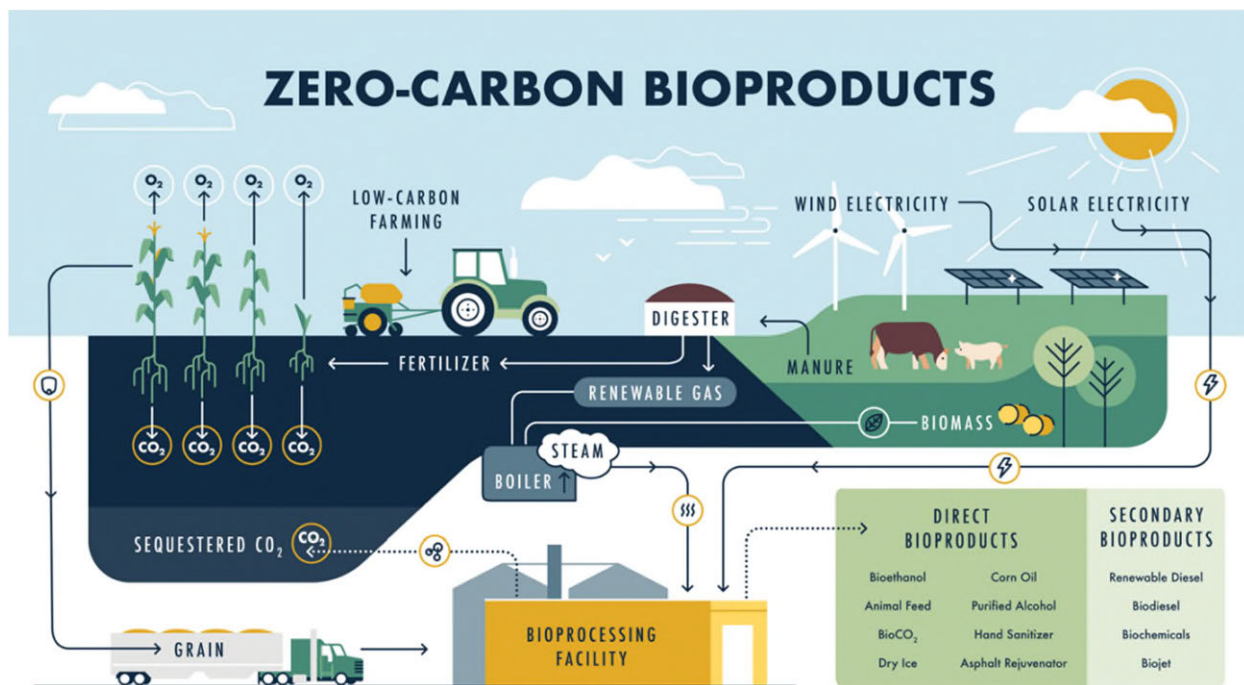 ZERO-CARBON BIOPRODUCTS
O₂
O₂
O₂
O₂
LOW-CARBON
FARMING
WIND ELECTRICITY
SOLAR ELECTRICITY
DIGESTER
FERTILIZER
MANURE
RENEWABLE GAS
BIOMASS
CO₂
CO₂
CO₂
CO₂
STEAM
BOILER
SEQUESTERED CO₂
CO₂
GRAIN
BIOPROCESSING
FACILITY
DIRECT
BIOPRODUCTS
Bioethanol
Animal Feed
BioCO₂
Dry Ice
Corn Oil
Purified Alcohol
Hand Sanitizer
Asphalt Rejuvenator
SECONDARY
BIOPRODUCTS
Renewable Diesel
Biodiesel
Biochemicals
Biojet